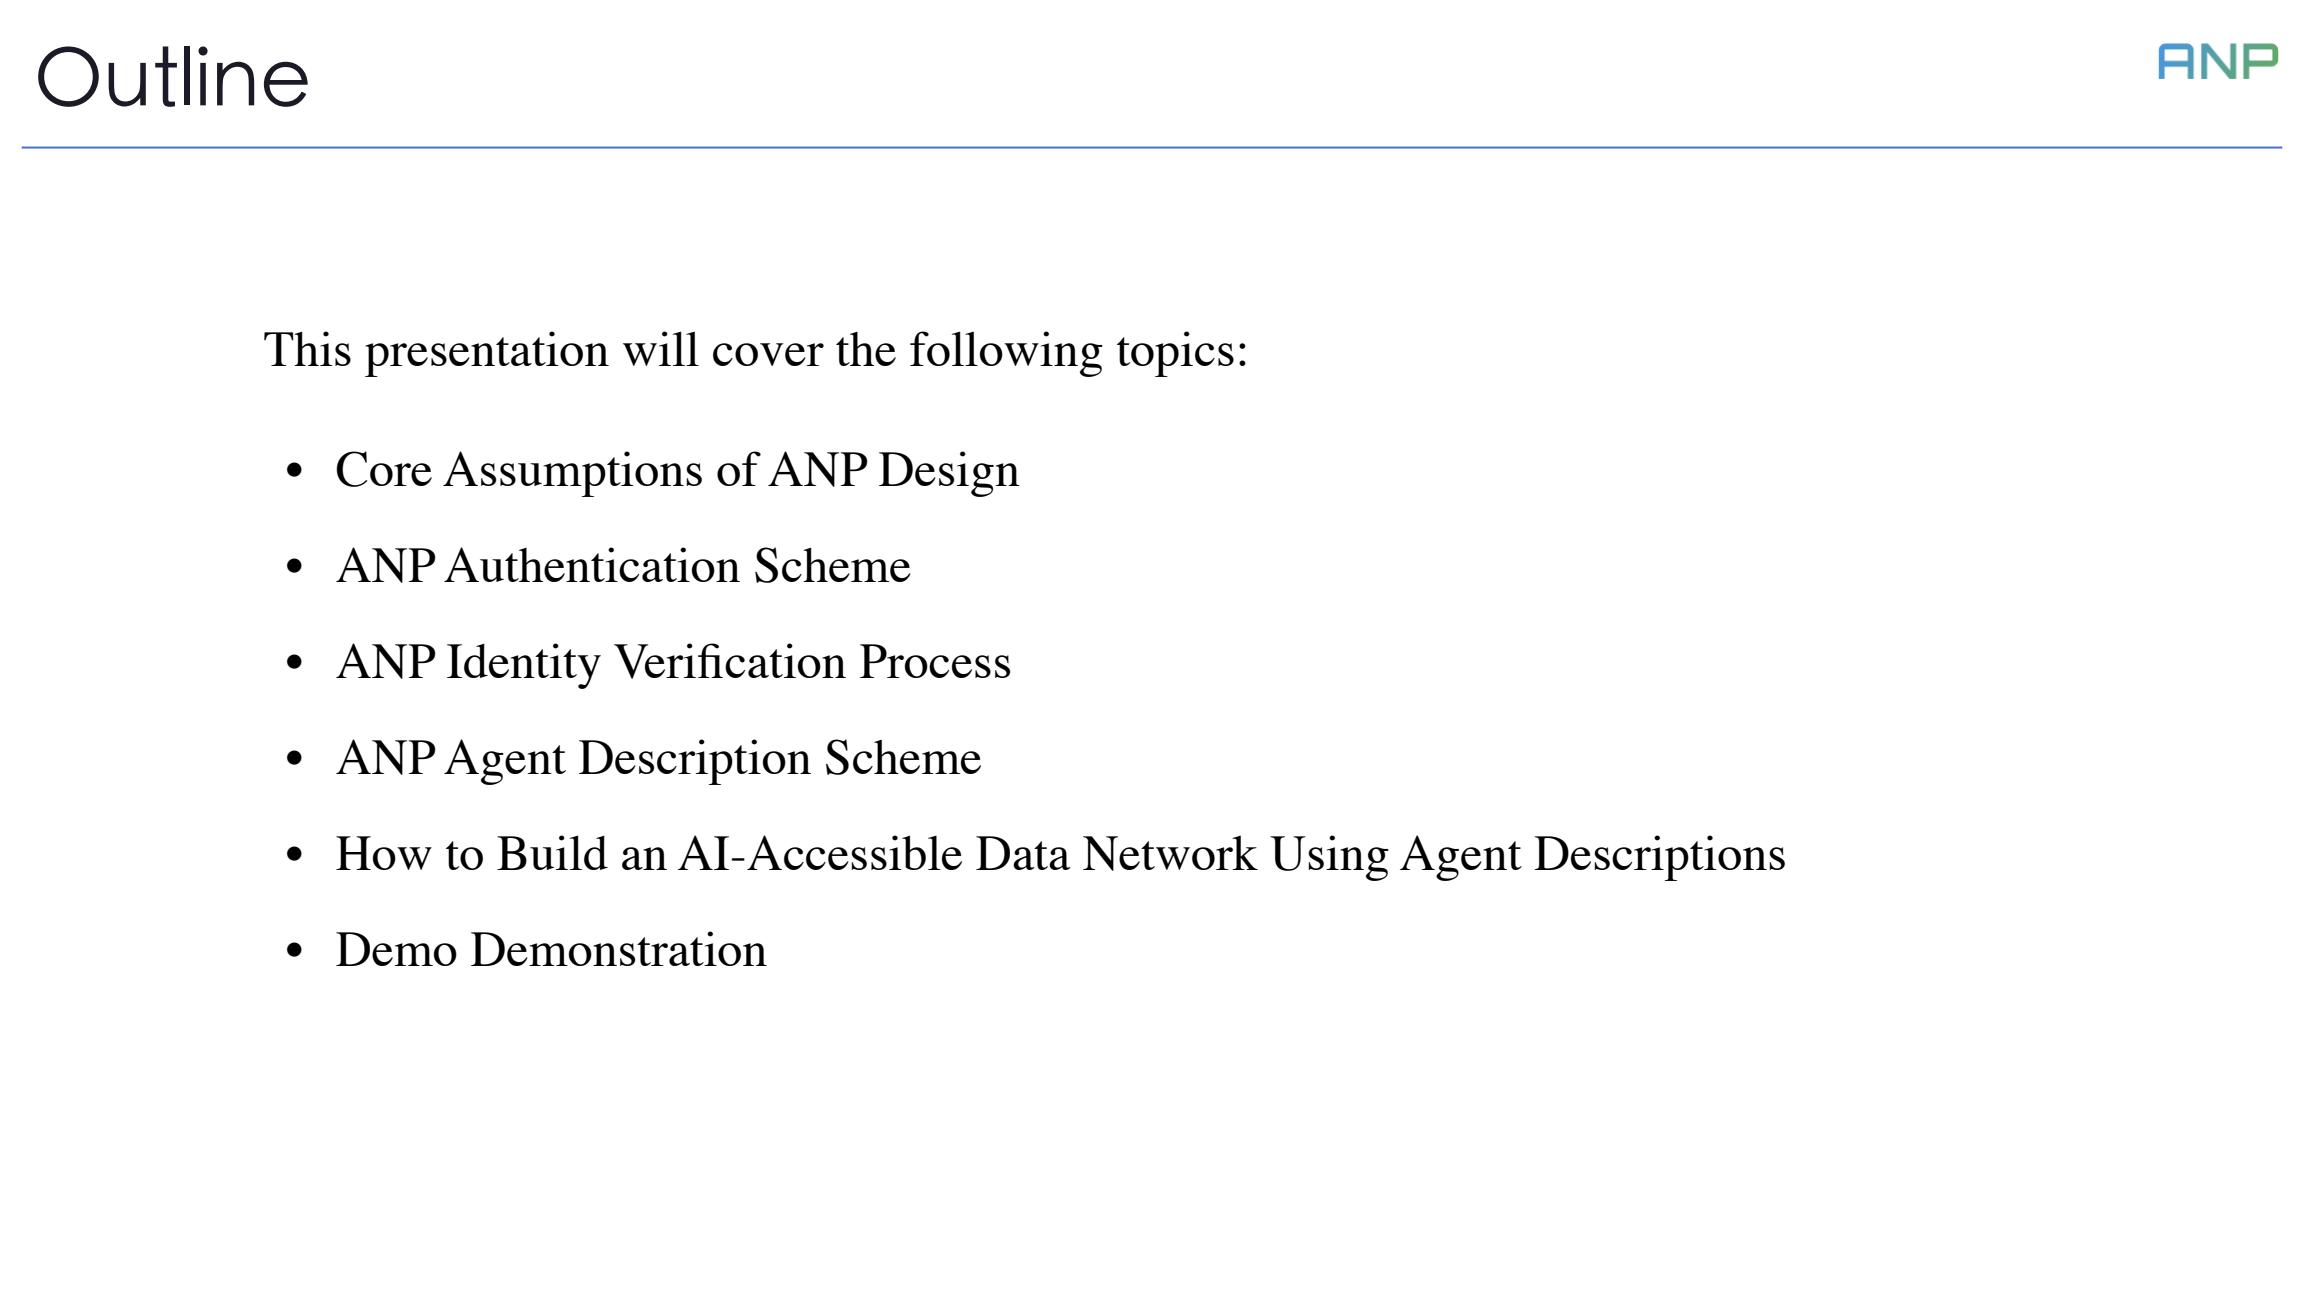 Outline
ANP
This presentation will cover the following topics:
• Core Assumptions of ANP Design
• ANP Authentication Scheme
• ANP Identity Verification Process
• ANP Agent Description Scheme
• How to Build an AI-Accessible Data Network Using Agent Descriptions
• Demo Demonstration